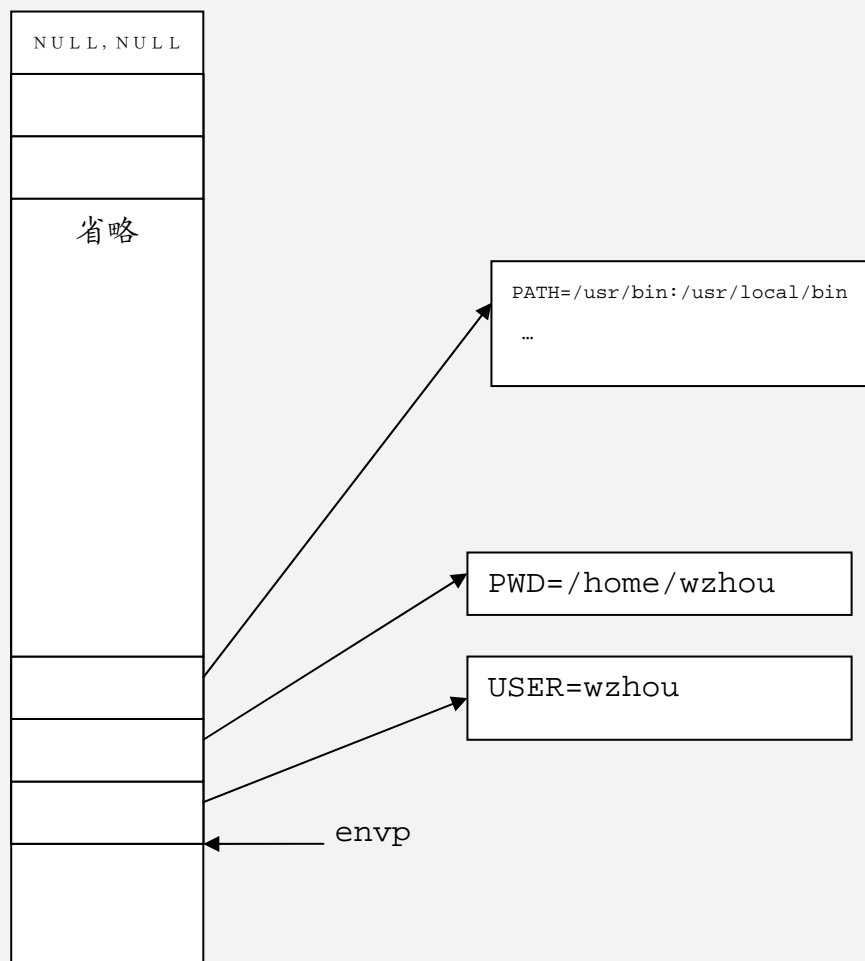 NULL, NULL
省略
PATH=/usr/bin:/usr/local/bin
…
PWD=/home/wzhou
USER=wzhou
envp